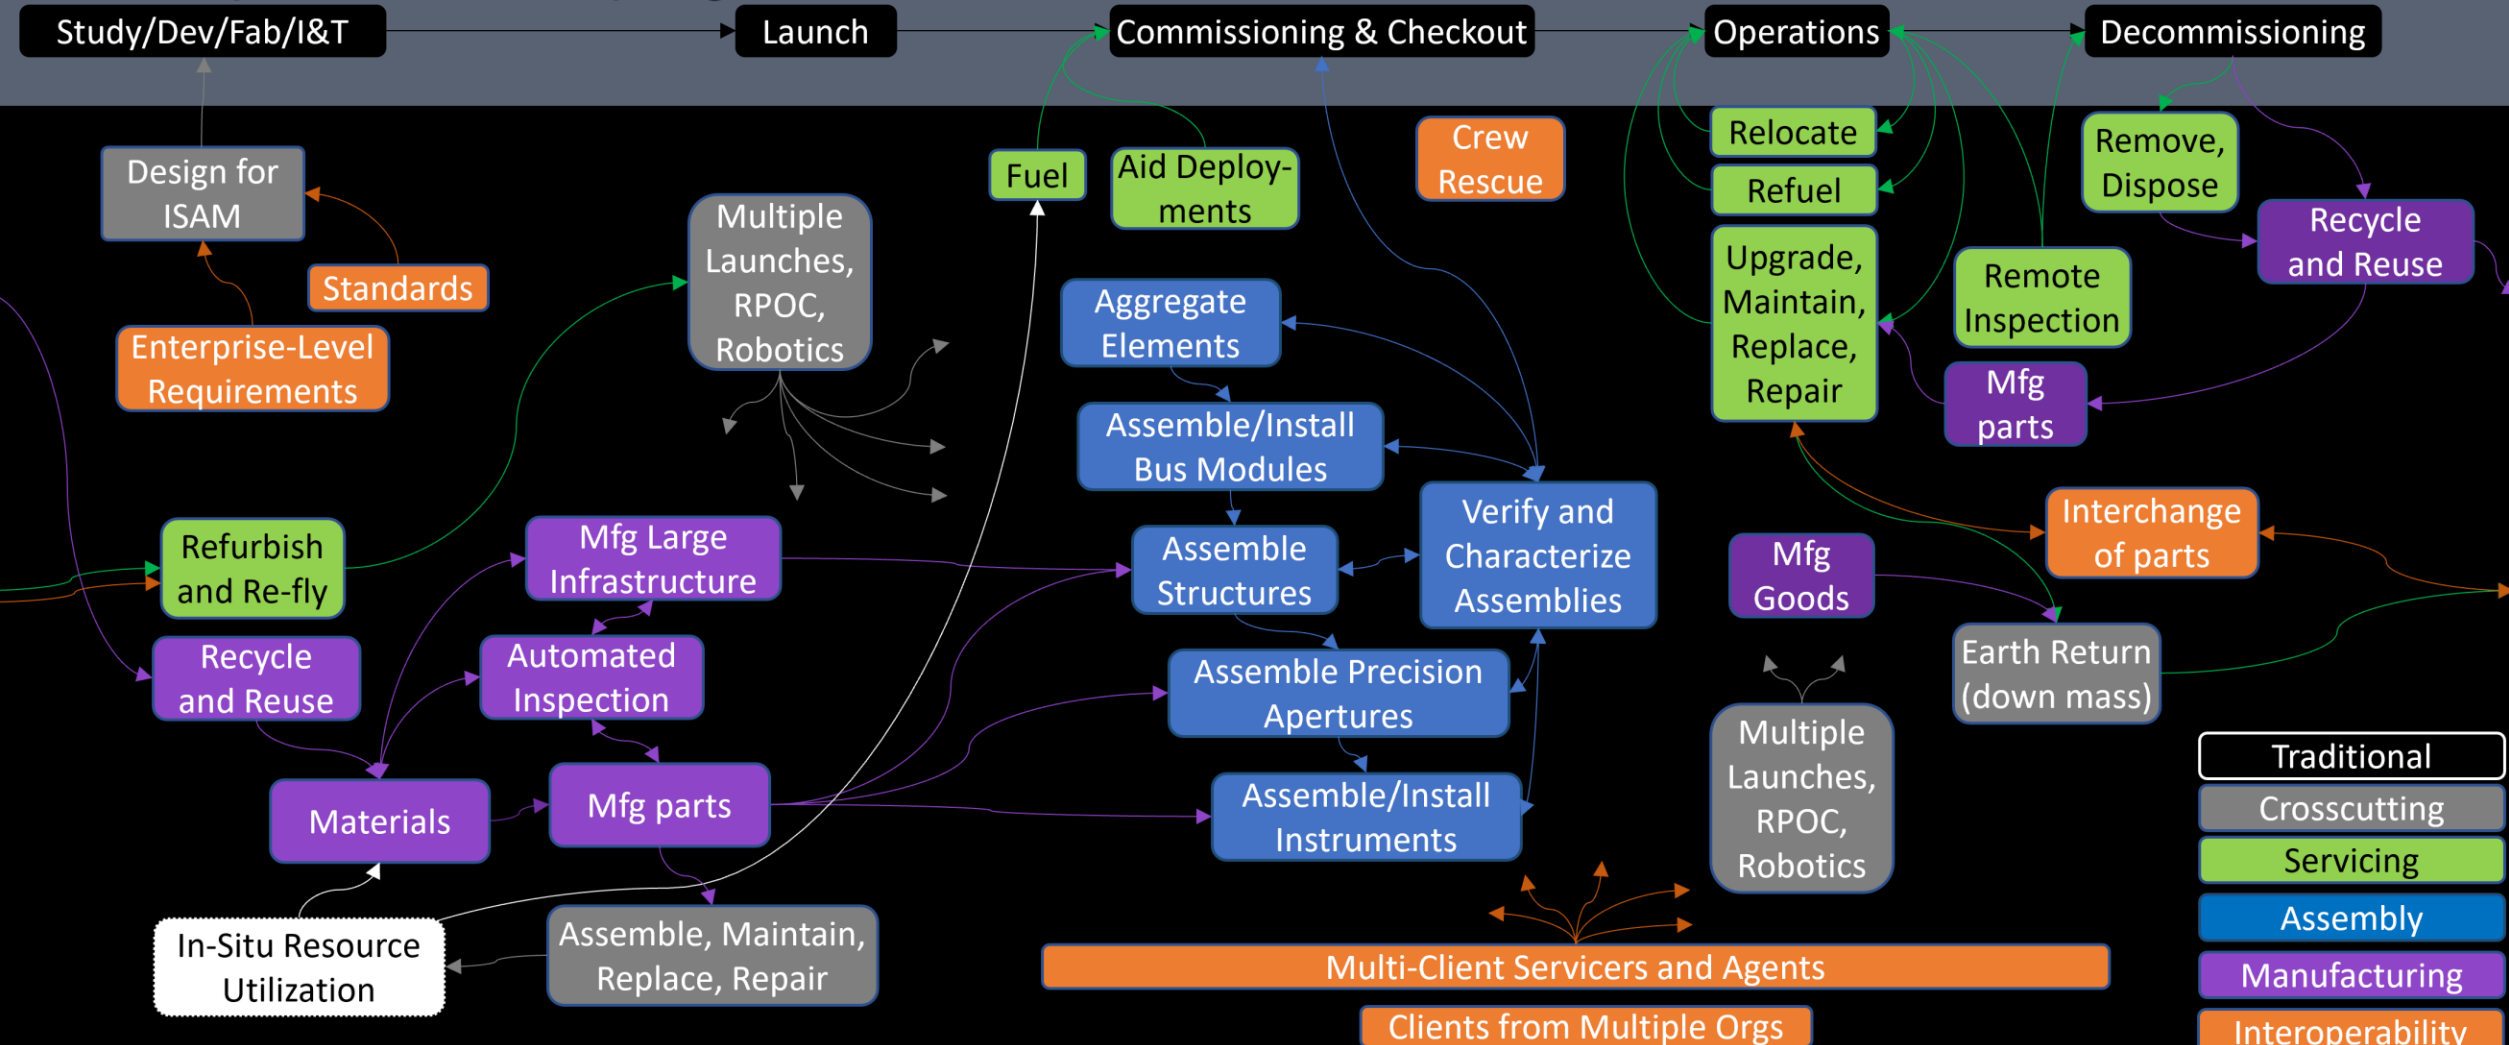 Study/Dev/Fab/I&T
Launch
Commissioning & Checkout
Operations
Decommissioning
Design for
ISAM
Standards
Enterprise-Level
Requirements
Multiple
Launches,
RPOC,
Robotics
Fuel
Aid Deploy-
ments
Crew
Rescue
Relocate
Refuel
Upgrade,
Maintain,
Replace,
Repair
Remove,
Dispose
Recycle
and Reuse
Remote
Inspection
Mfg
parts
Aggregate
Elements
Assemble/Install
Bus Modules
Assemble
Structures
Verify and
Characterize
Assemblies
Assemble Precision
Apertures
Assemble/Install
Instruments
Refurbish
and Re-fly
Recycle
and Reuse
Mfg Large
Infrastructure
Automated
Inspection
Materials
Mfg parts
In-Situ Resource
Utilization
Assemble, Maintain,
Replace, Repair
Interchange
of parts
Mfg
Goods
Earth Return
(down mass)
Multiple
Launches,
RPOC,
Robotics
Multi-Client Servicers and Agents
Clients from Multiple Orgs
Traditional
Crosscutting
Servicing
Assembly
Manufacturing
Interoperability